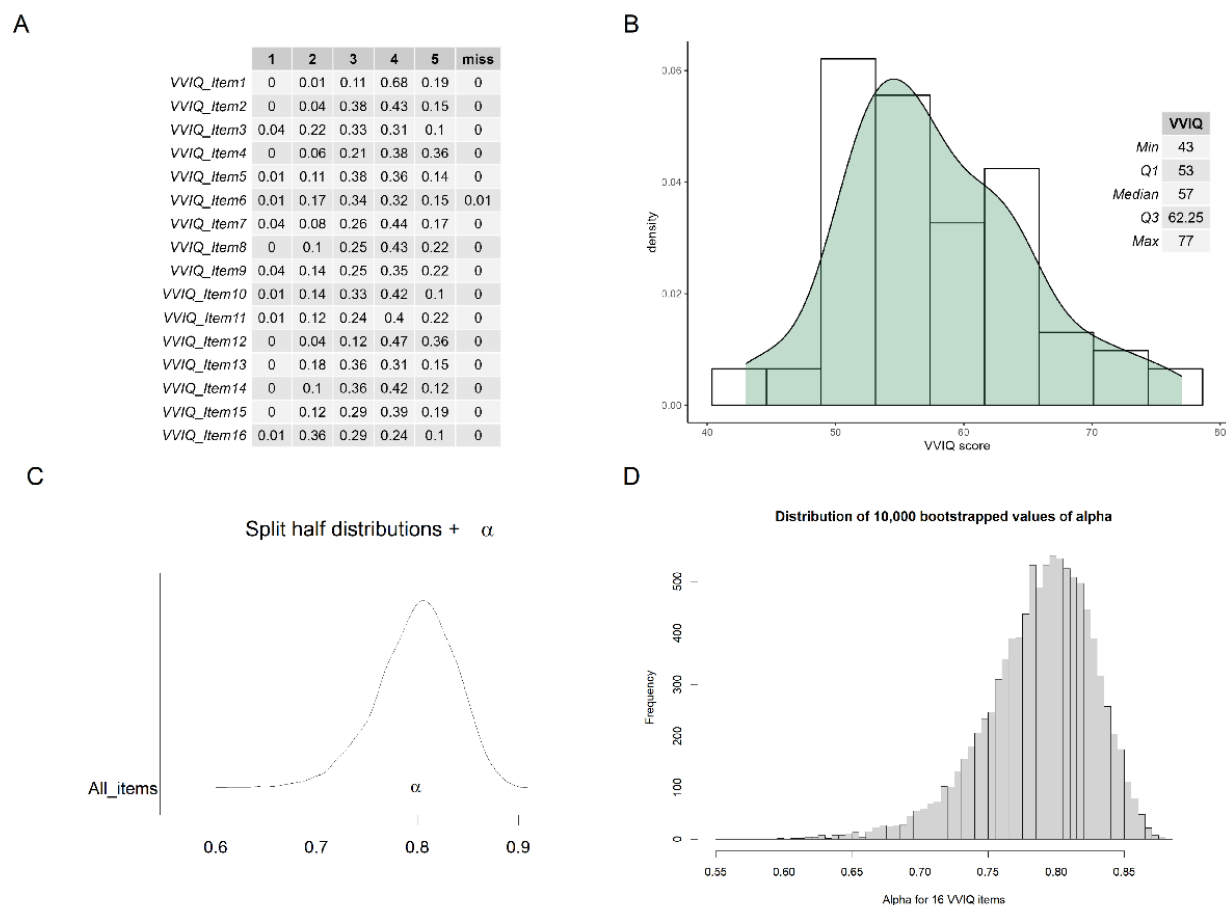 A
1 2 3 4 5 miss
VVIQ_Item1 0 0.01 0.11 0.68 0.19 0
VVIQ_Item2 0 0.04 0.38 0.43 0.15 0
VVIQ_Item3 0.04 0.22 0.33 0.31 0.1 0
VVIQ_Item4 0 0.06 0.21 0.38 0.36 0
VVIQ_Item5 0.01 0.11 0.38 0.36 0.14 0
VVIQ_Item6 0.01 0.17 0.34 0.32 0.15 0.01
VVIQ_Item7 0.04 0.08 0.26 0.44 0.17 0
VVIQ_Item8 0 0.1 0.25 0.43 0.22 0
VVIQ_Item9 0.04 0.14 0.25 0.35 0.22 0
VVIQ_Item10 0.01 0.14 0.33 0.42 0.1 0
VVIQ_Item11 0.01 0.12 0.24 0.4 0.22 0
VVIQ_Item12 0 0.04 0.12 0.47 0.36 0
VVIQ_Item13 0 0.18 0.36 0.31 0.15 0
VVIQ_Item14 0 0.1 0.36 0.42 0.12 0
VVIQ_Item15 0 0.12 0.29 0.39 0.19 0
VVIQ_Item16 0.01 0.36 0.29 0.24 0.1 0
B
density
0.06
0.04
0.02
0.00
40 50 60 70 80
VVIQ score
VVIQ
Min 43
Q1 53
Median 57
Q3 62.25
Max 77
C
Split half distributions + α
All_items
α
0.6 0.7 0.8 0.9
D
Distribution of 10,000 bootstrapped values of alpha
Frequency
500
400
300
200
100
0
0.55 0.60 0.65 0.70 0.75 0.80 0.85
Alpha for 16 VVIQ items